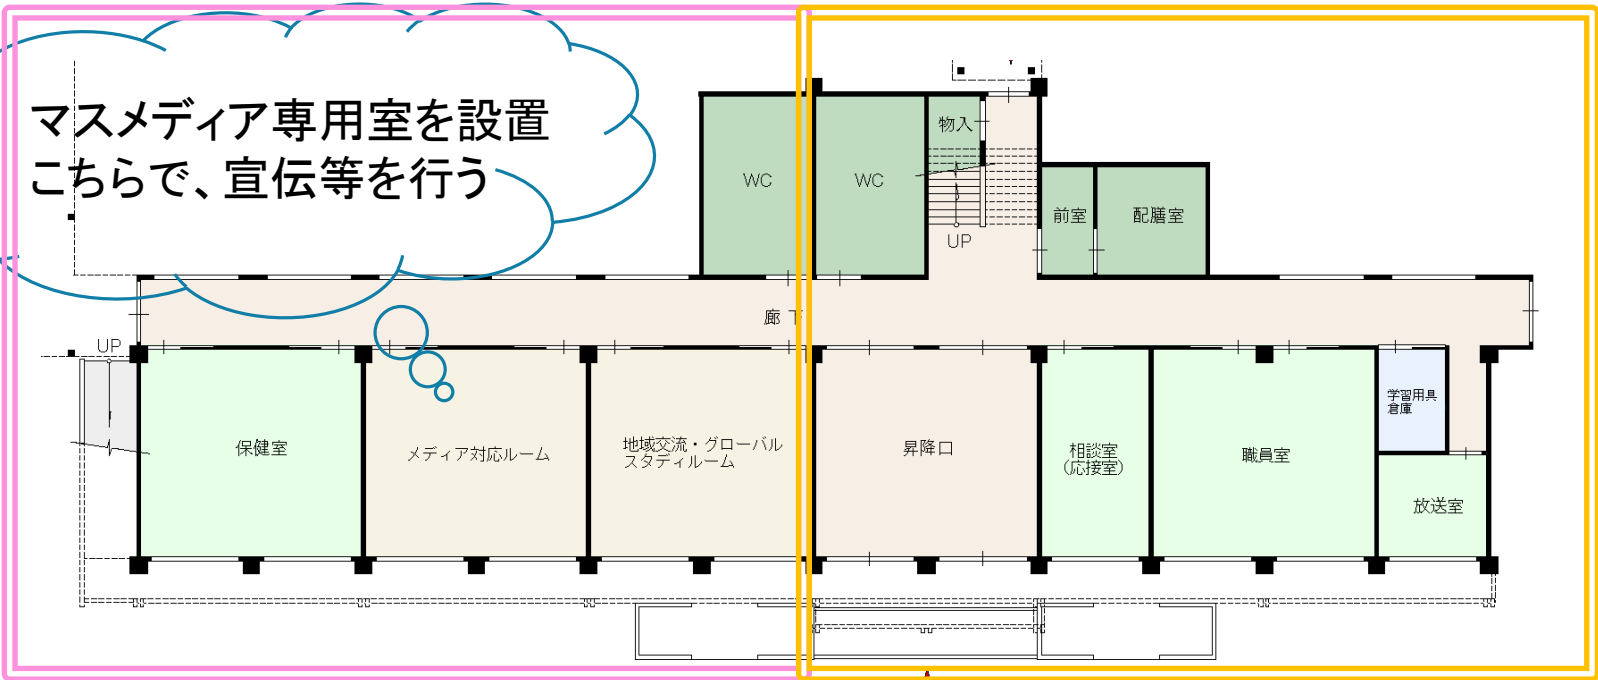 マスメディア専用室を設置
こちらで、宣伝等を行う
物入
WC
WC
前室
配膳室
UP
廊下
UP
学習用具
倉庫
保健室
メディア対応ルーム
地域交流・グローバル
スタディルーム
昇降口
相談室
(応接室)
職員室
放送室